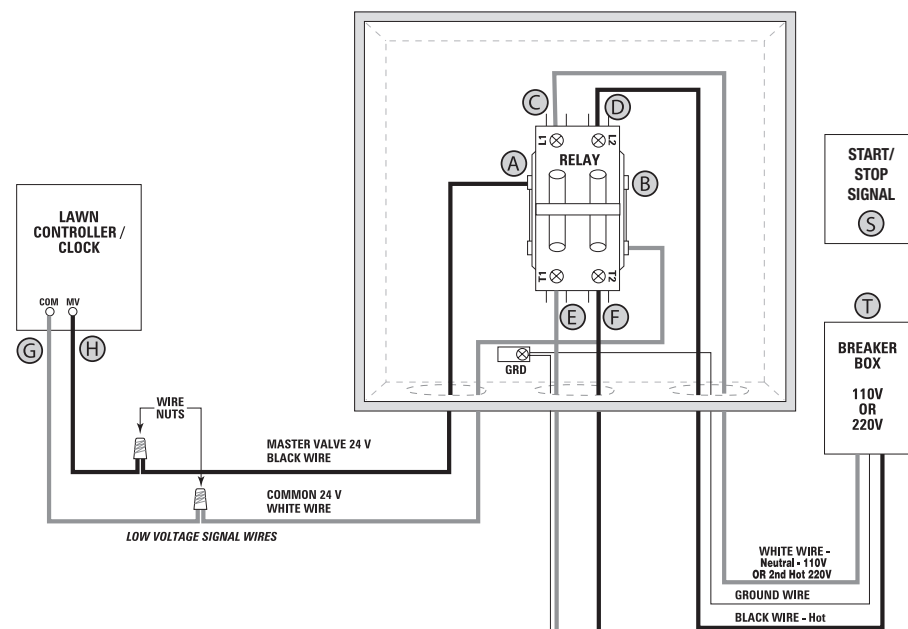 C
D
L1
L2
A
RELAY
B
START/
STOP
SIGNAL
S
LAWN
CONTROLLER /
CLOCK
COM
MV
T1
T2
E
F
T
G
H
GRD
BREAKER
BOX
110V
OR
220V
WIRE
NUTS
MASTER VALVE 24 V
BLACK WIRE
COMMON 24 V
WHITE WIRE
LOW VOLTAGE SIGNAL WIRES
WHITE WIRE –
Neutral - 110V
OR 2nd Hot 220V
GROUND WIRE
BLACK WIRE – Hot